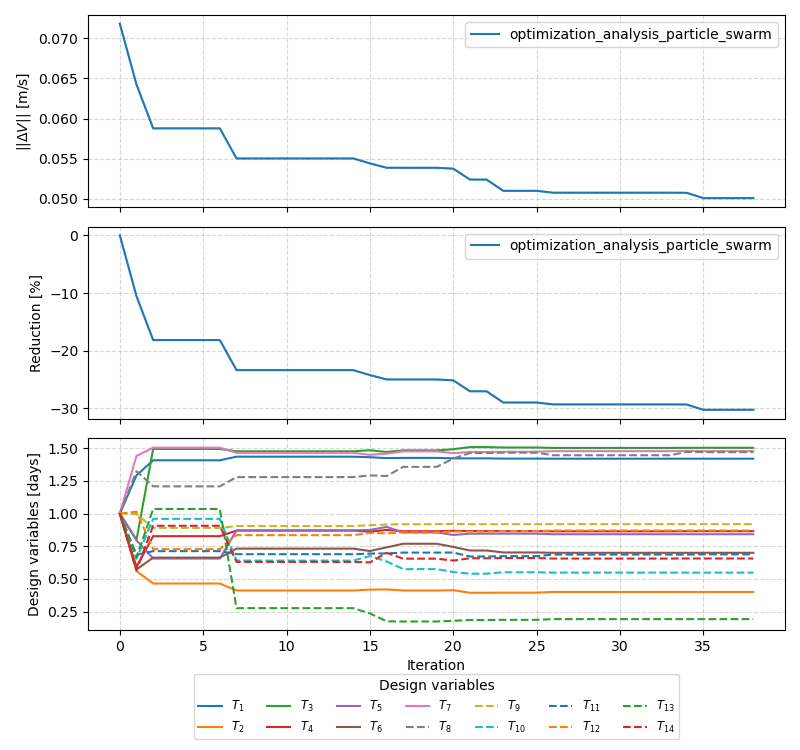 ||ΔV|| [m/s]
0.070
0.065
0.060
0.055
0.050
optimization_analysis_particle_swarm
Reduction [%]
0
−10
−20
−30
optimization_analysis_particle_swarm
Design variables [days]
1.50
1.25
1.00
0.75
0.50
0.25
0 5 10 15 20 25 30 35
Iteration
Design variables
T₁ T₃ T₅ T₇ T₉ T₁₁ T₁₃
T₂ T₄ T₆ T₈ T₁₀ T₁₂ T₁₄